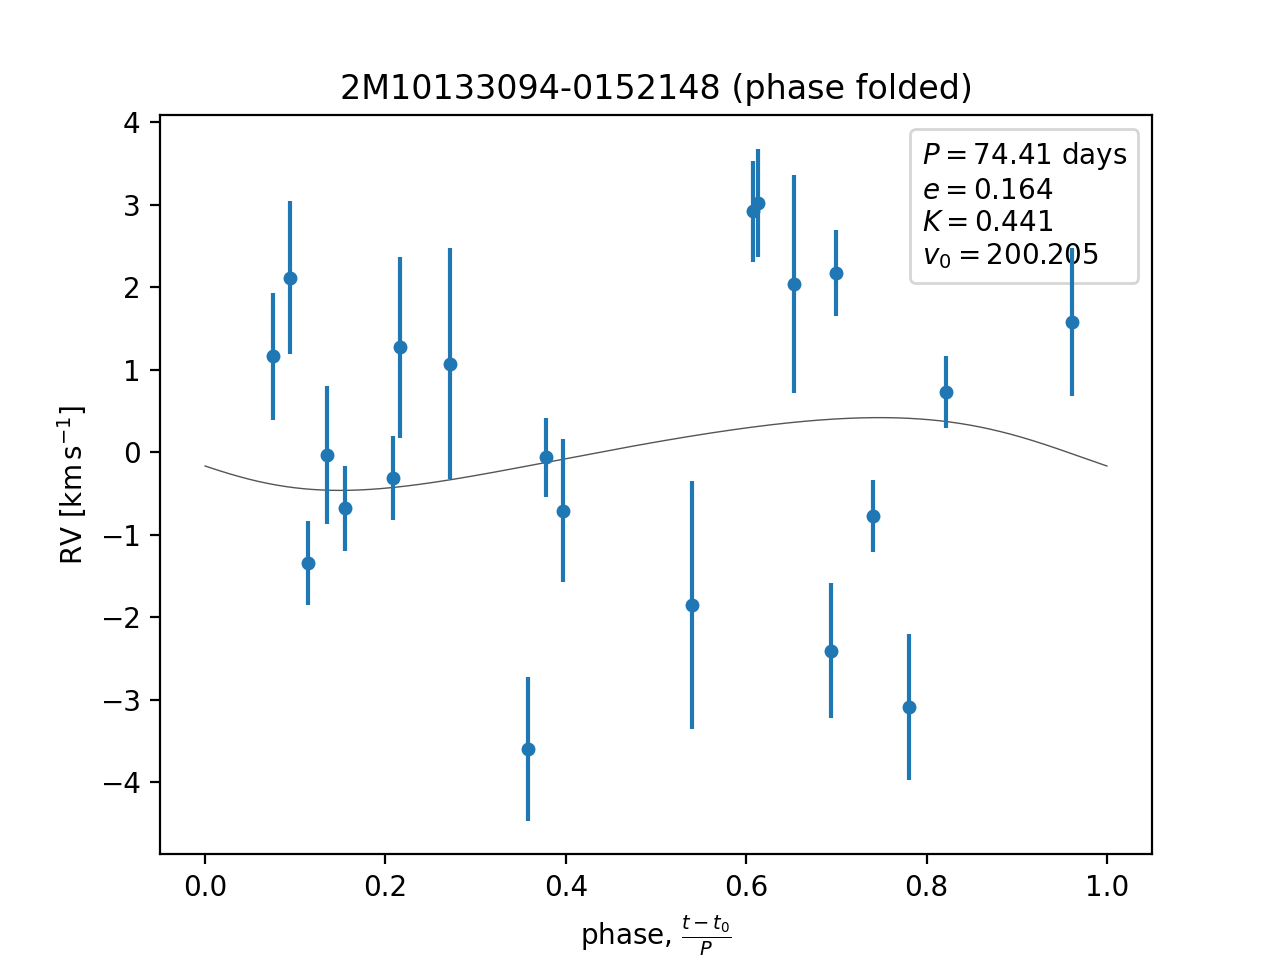 2M10133094-0152148 (phase folded)
P = 74.41 days
e = 0.164
K = 0.441
v₀ = 200.205
4
3
2
1
0
−1
−2
−3
−4
RV [km s⁻¹]
0.0 0.2 0.4 0.6 0.8 1.0
phase, (t − t₀)/P